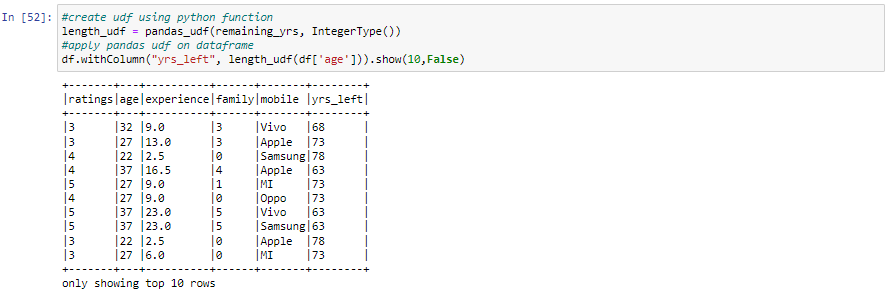 In [52]: #create udf using python function
length_udf = pandas_udf(remaining_yrs, IntegerType())
#apply pandas udf on dataframe
df.withColumn("yrs_left", length_udf(df['age'])).show(10,False)
+-------+---+----------+------+-------+--------+
|ratings|age|experience|family|mobile |yrs_left|
+-------+---+----------+------+-------+--------+
|3      |32 |9.0       |3     |Vivo   |68      |
|3      |27 |13.0      |3     |Apple  |73      |
|4      |22 |2.5       |0     |Samsung|78      |
|4      |37 |16.5      |4     |Apple  |63      |
|5      |27 |9.0       |1     |MI     |73      |
|4      |27 |9.0       |0     |Oppo   |73      |
|5      |37 |23.0      |5     |Vivo   |63      |
|5      |37 |23.0      |5     |Samsung|63      |
|3      |22 |2.5       |0     |Apple  |78      |
|3      |27 |6.0       |0     |MI     |73      |
+-------+---+----------+------+-------+--------+
only showing top 10 rows